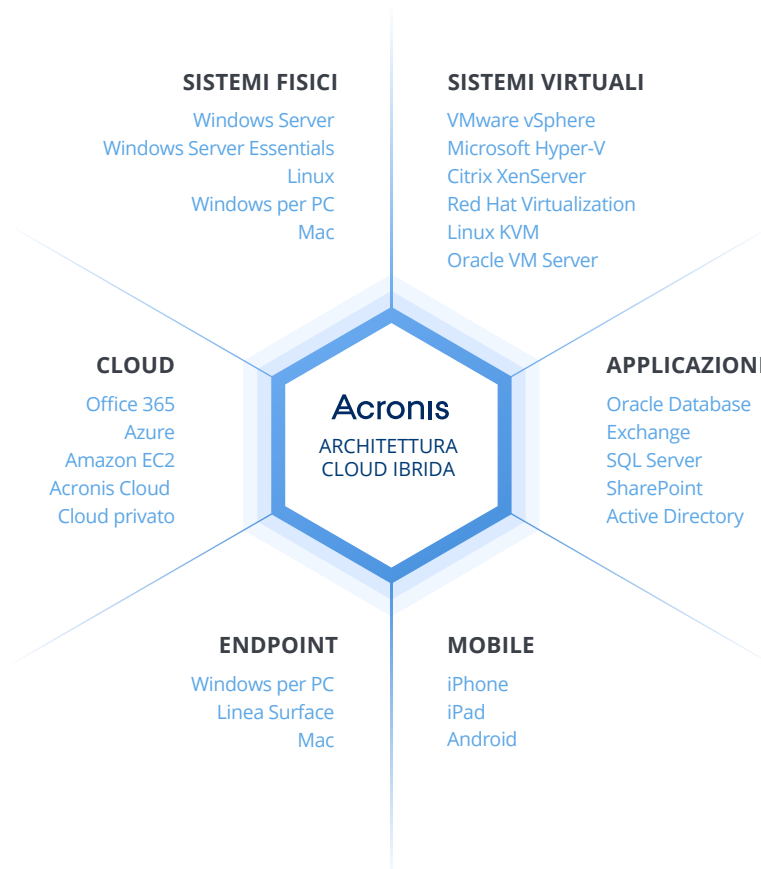 SISTEMI FISICI
Windows Server
Windows Server Essentials
Linux
Windows per PC
Mac
SISTEMI VIRTUALI
VMware vSphere
Microsoft Hyper-V
Citrix XenServer
Red Hat Virtualization
Linux KVM
Oracle VM Server
CLOUD
Office 365
Azure
Amazon EC2
Acronis Cloud
Cloud privato
Acronis
ARCHITETTURA
CLOUD IBRIDA
APPLICAZIONI
Oracle Database
Exchange
SQL Server
SharePoint
Active Directory
ENDPOINT
Windows per PC
Linea Surface
Mac
MOBILE
iPhone
iPad
Android